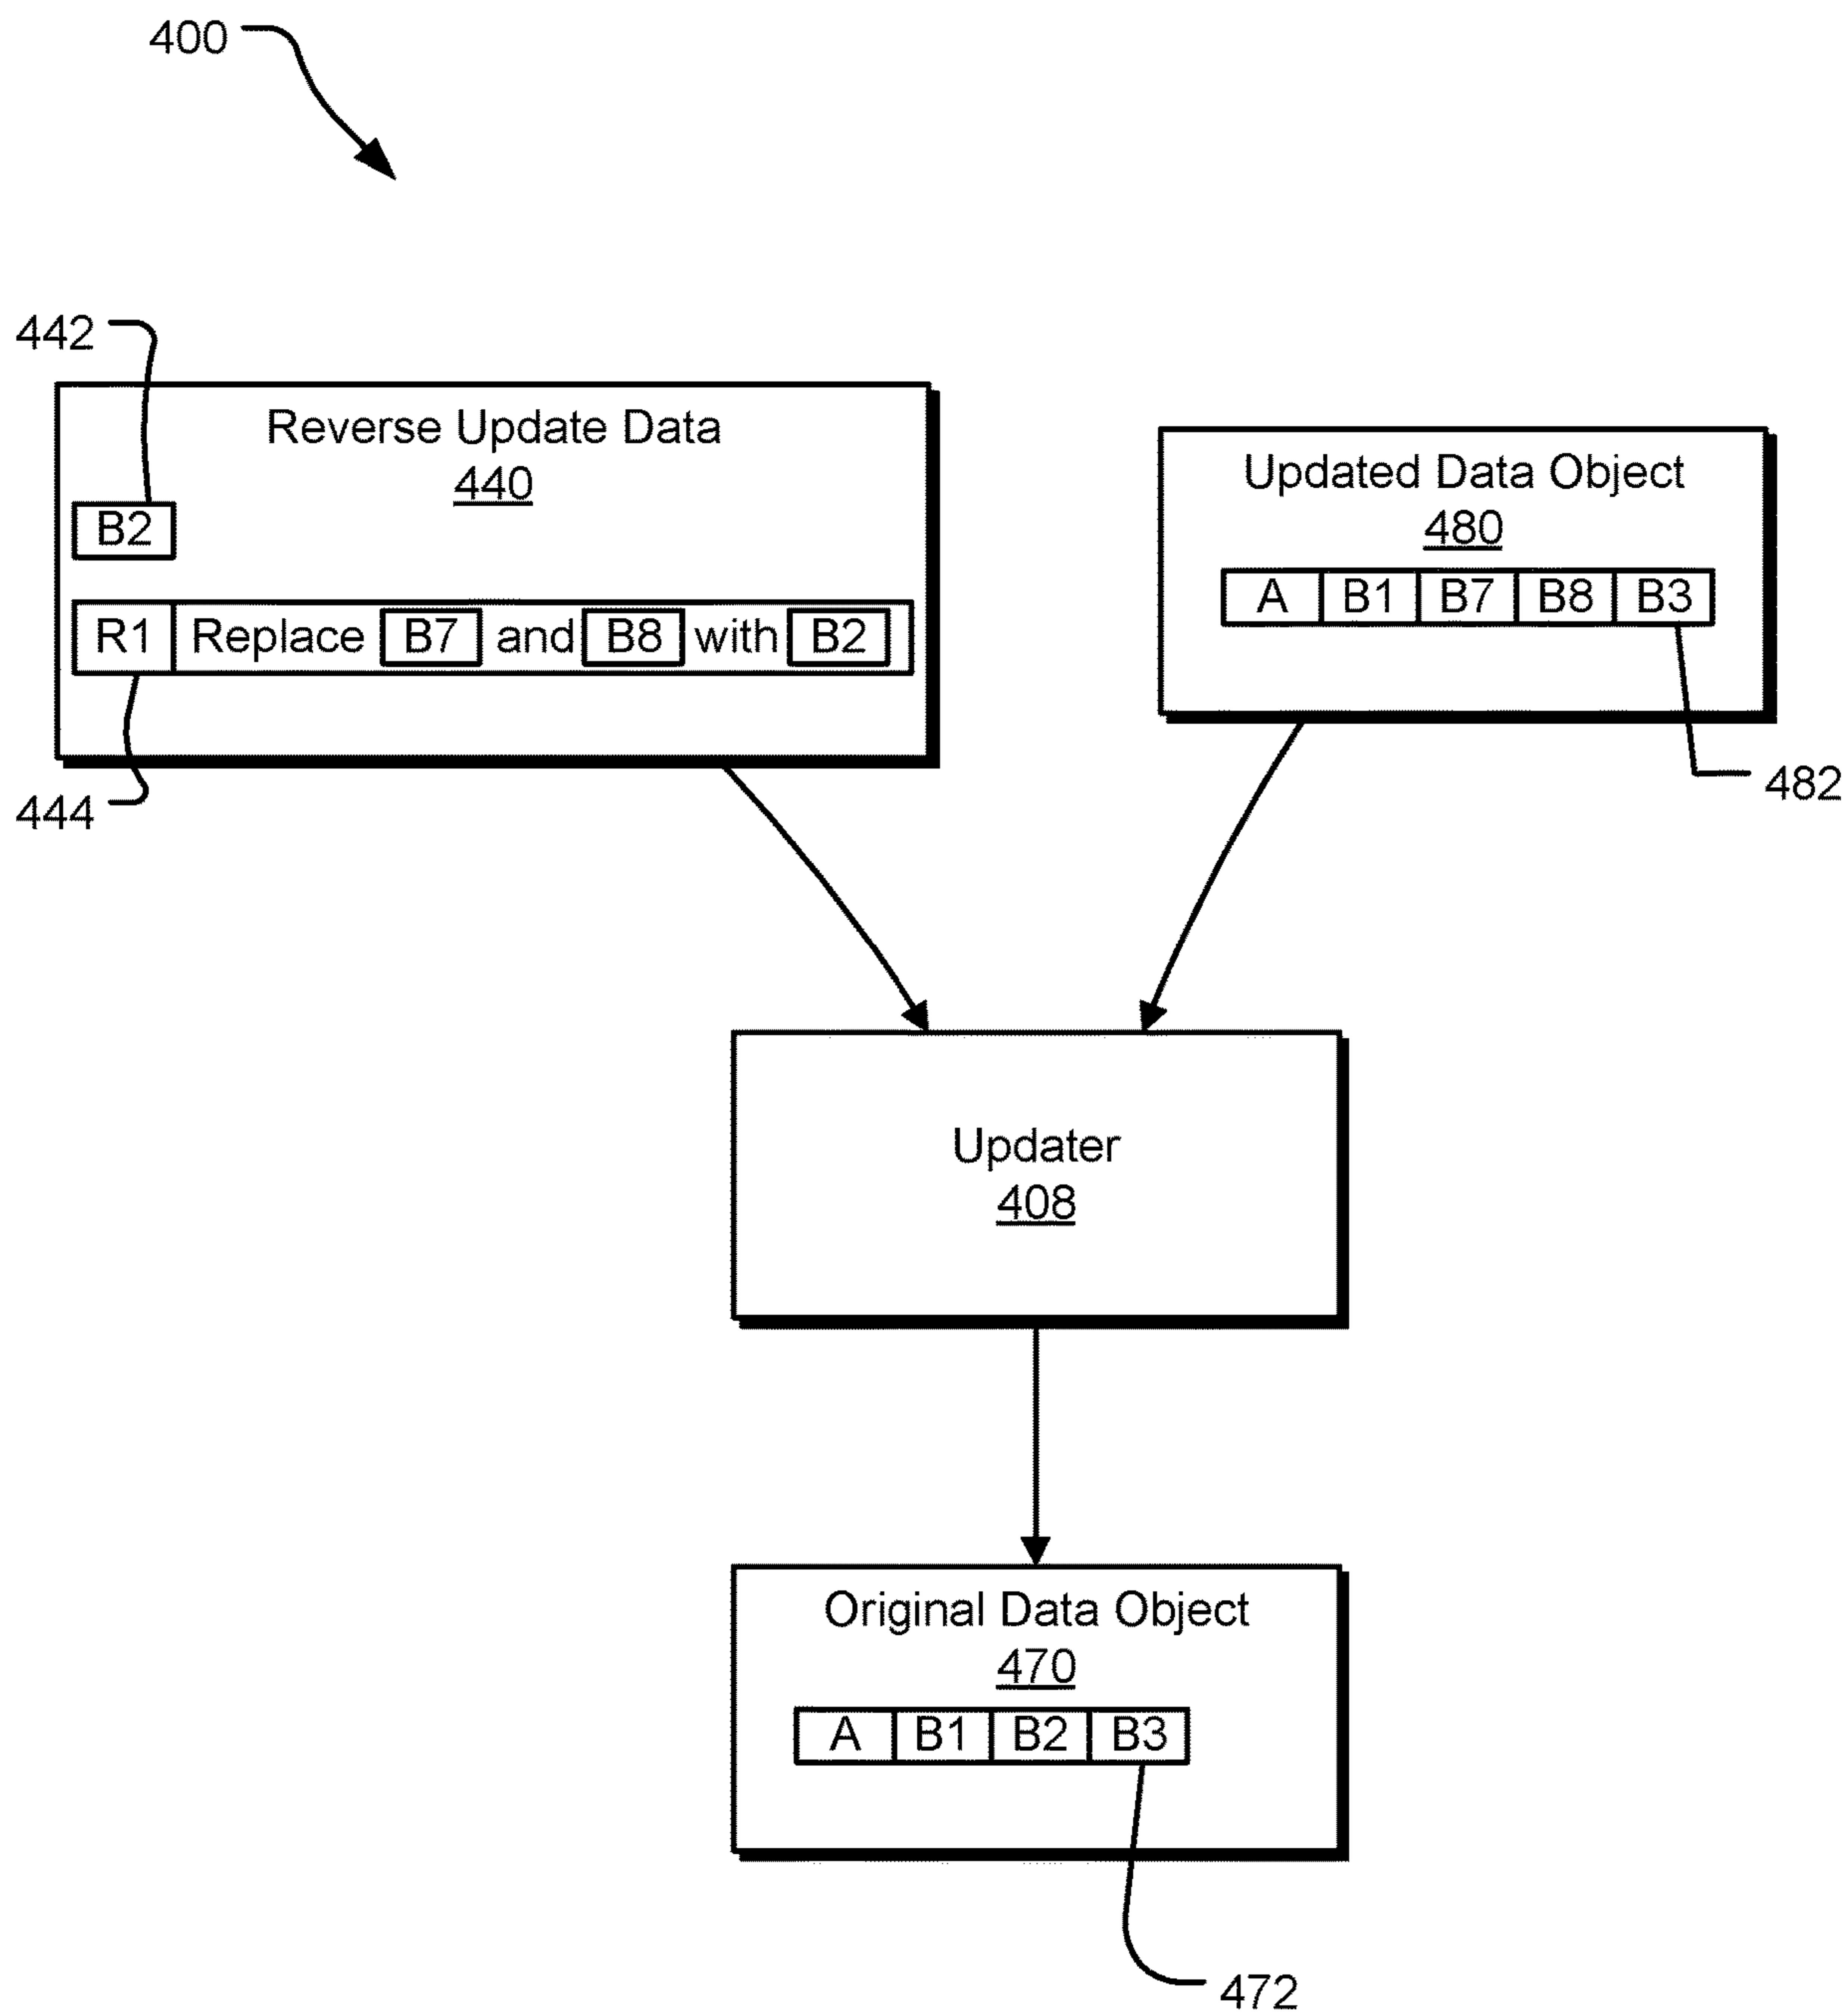 400
442
Reverse Update Data
440
B2
R1 Replace B7 and B8 with B2
444
Updated Data Object
480
A B1 B7 B8 B3
482
Updater
408
Original Data Object
470
A B1 B2 B3
472